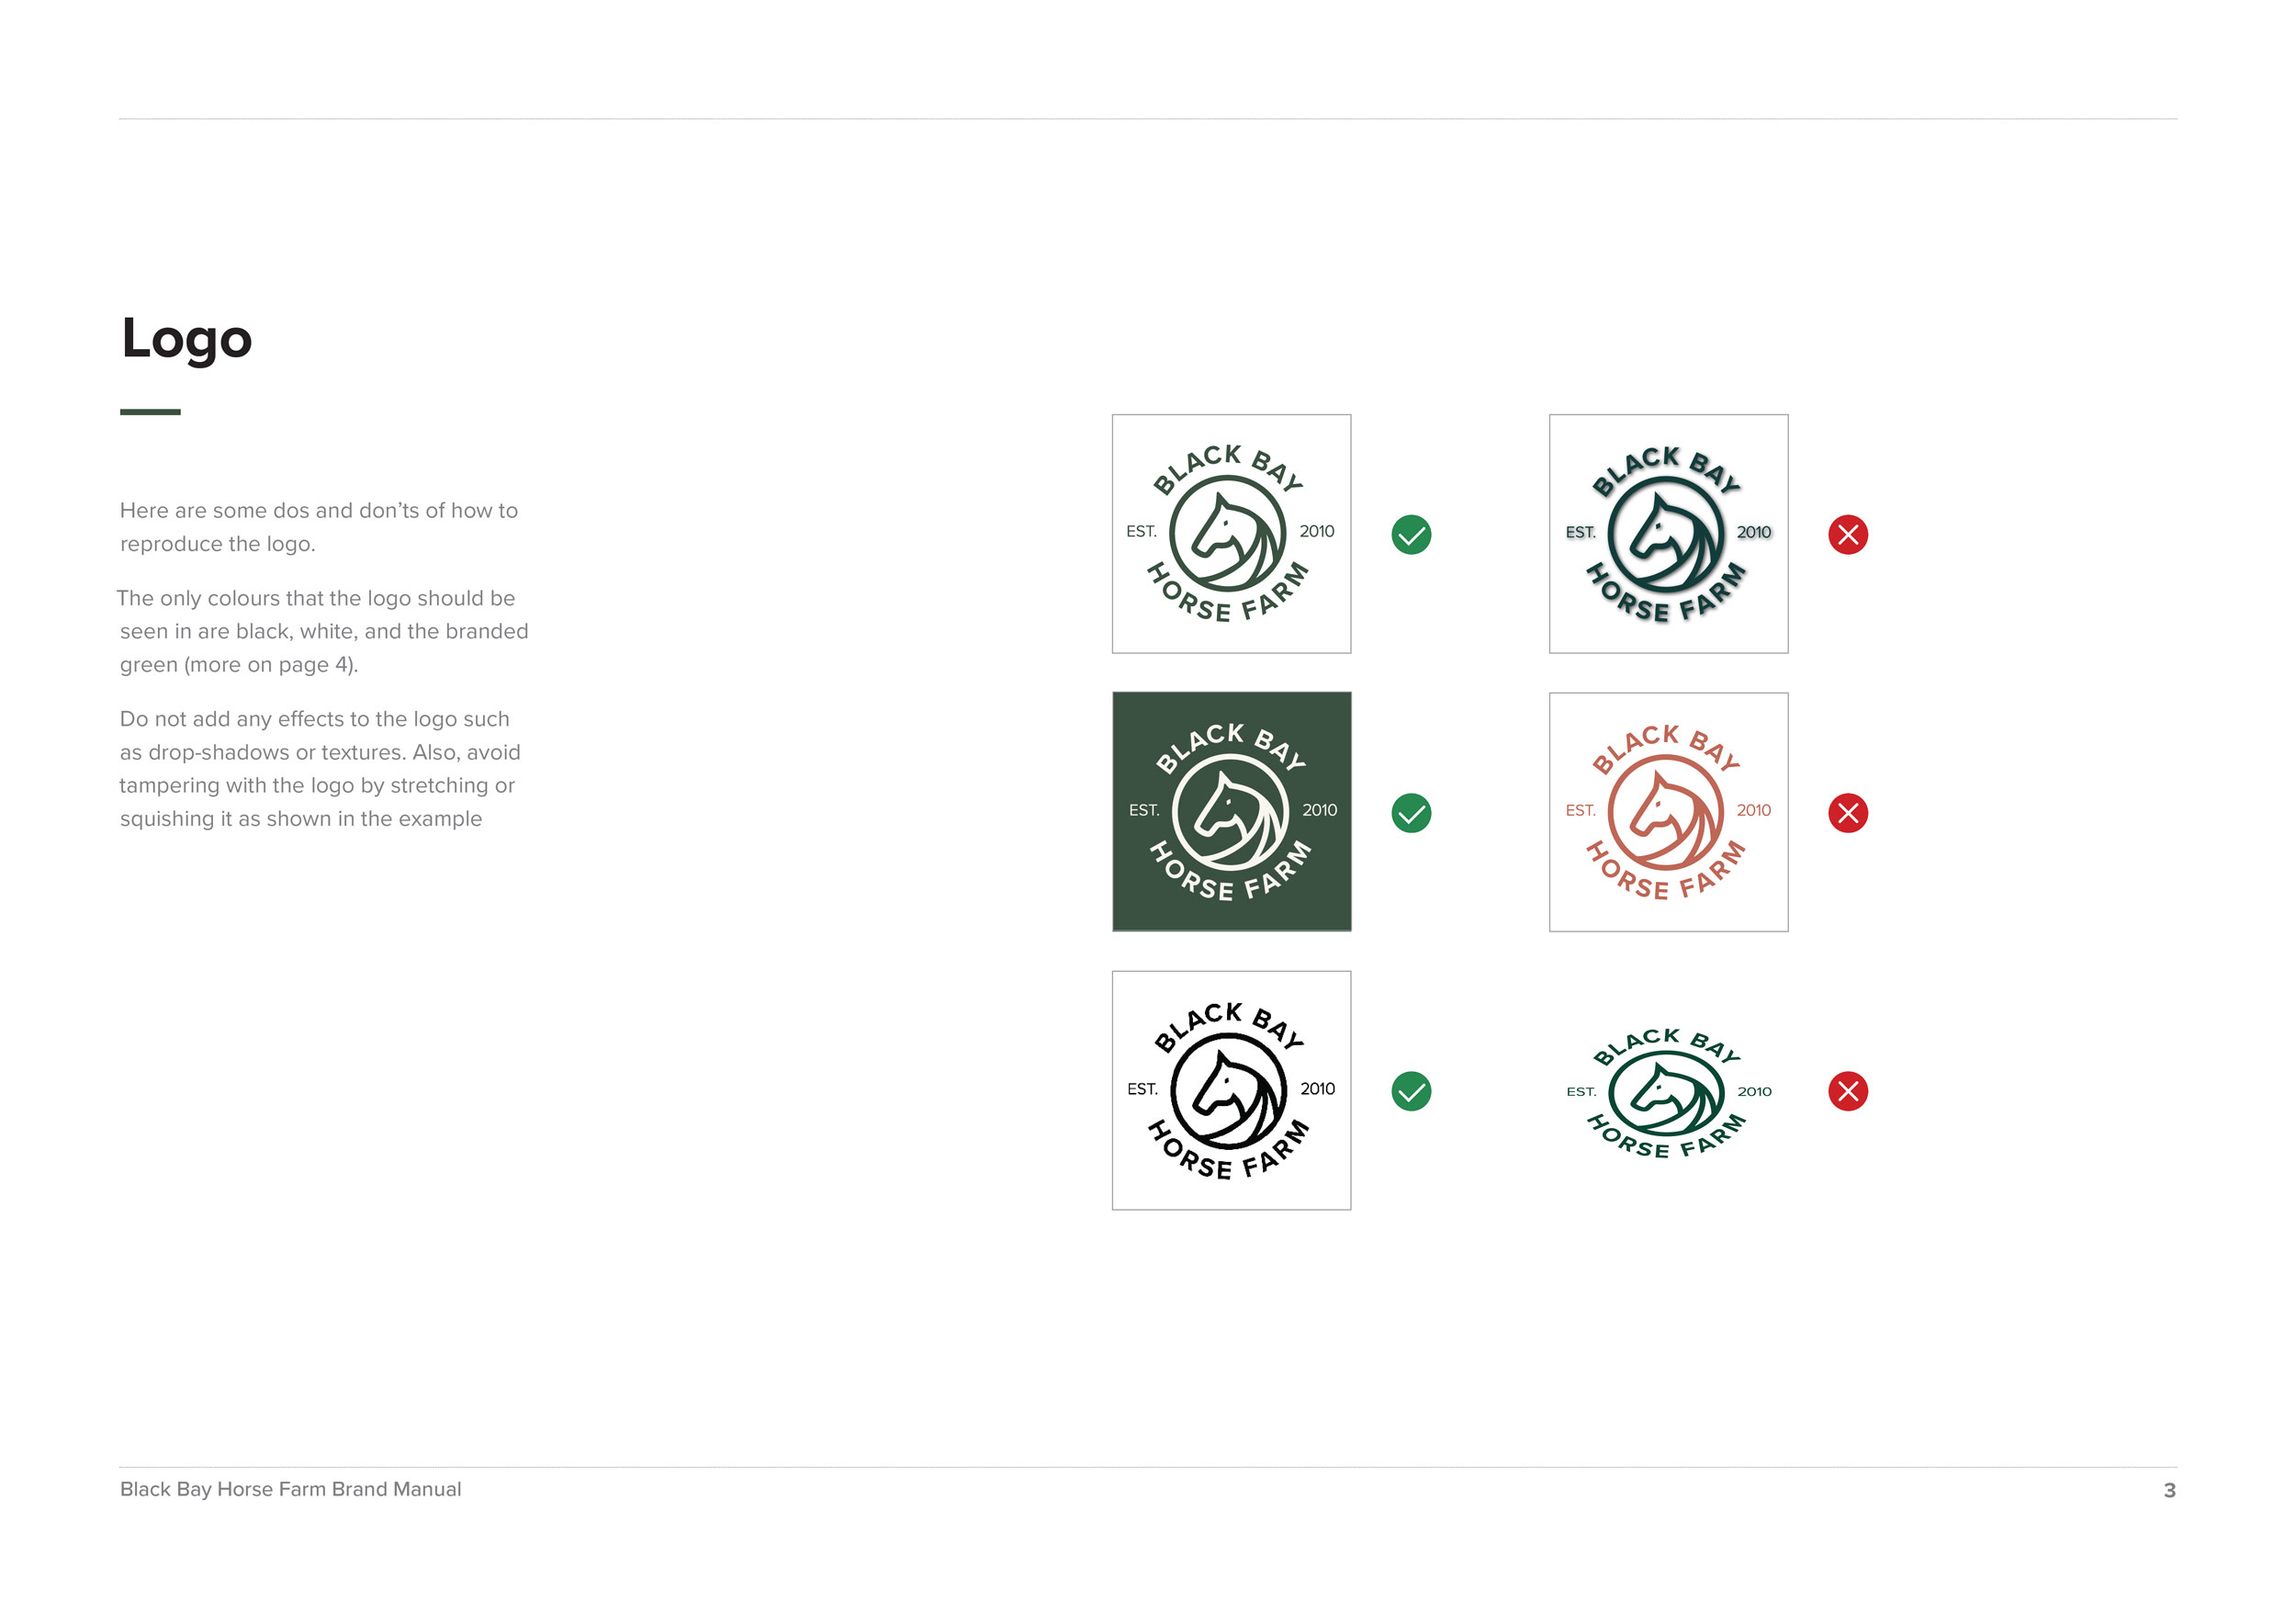 Logo
Here are some dos and don’ts of how to
reproduce the logo.
The only colours that the logo should be
seen in are black, white, and the branded
green (more on page 4).
Do not add any effects to the logo such
as drop-shadows or textures. Also, avoid
tampering with the logo by stretching or
squishing it as shown in the example
BLACK BAY
EST. 2010
HORSE FARM
BLACK BAY
EST. 2010
HORSE FARM
BLACK BAY
EST. 2010
HORSE FARM
BLACK BAY
EST. 2010
HORSE FARM
BLACK BAY
EST. 2010
HORSE FARM
BLACK BAY
EST. 2010
HORSE FARM
Black Bay Horse Farm Brand Manual
3